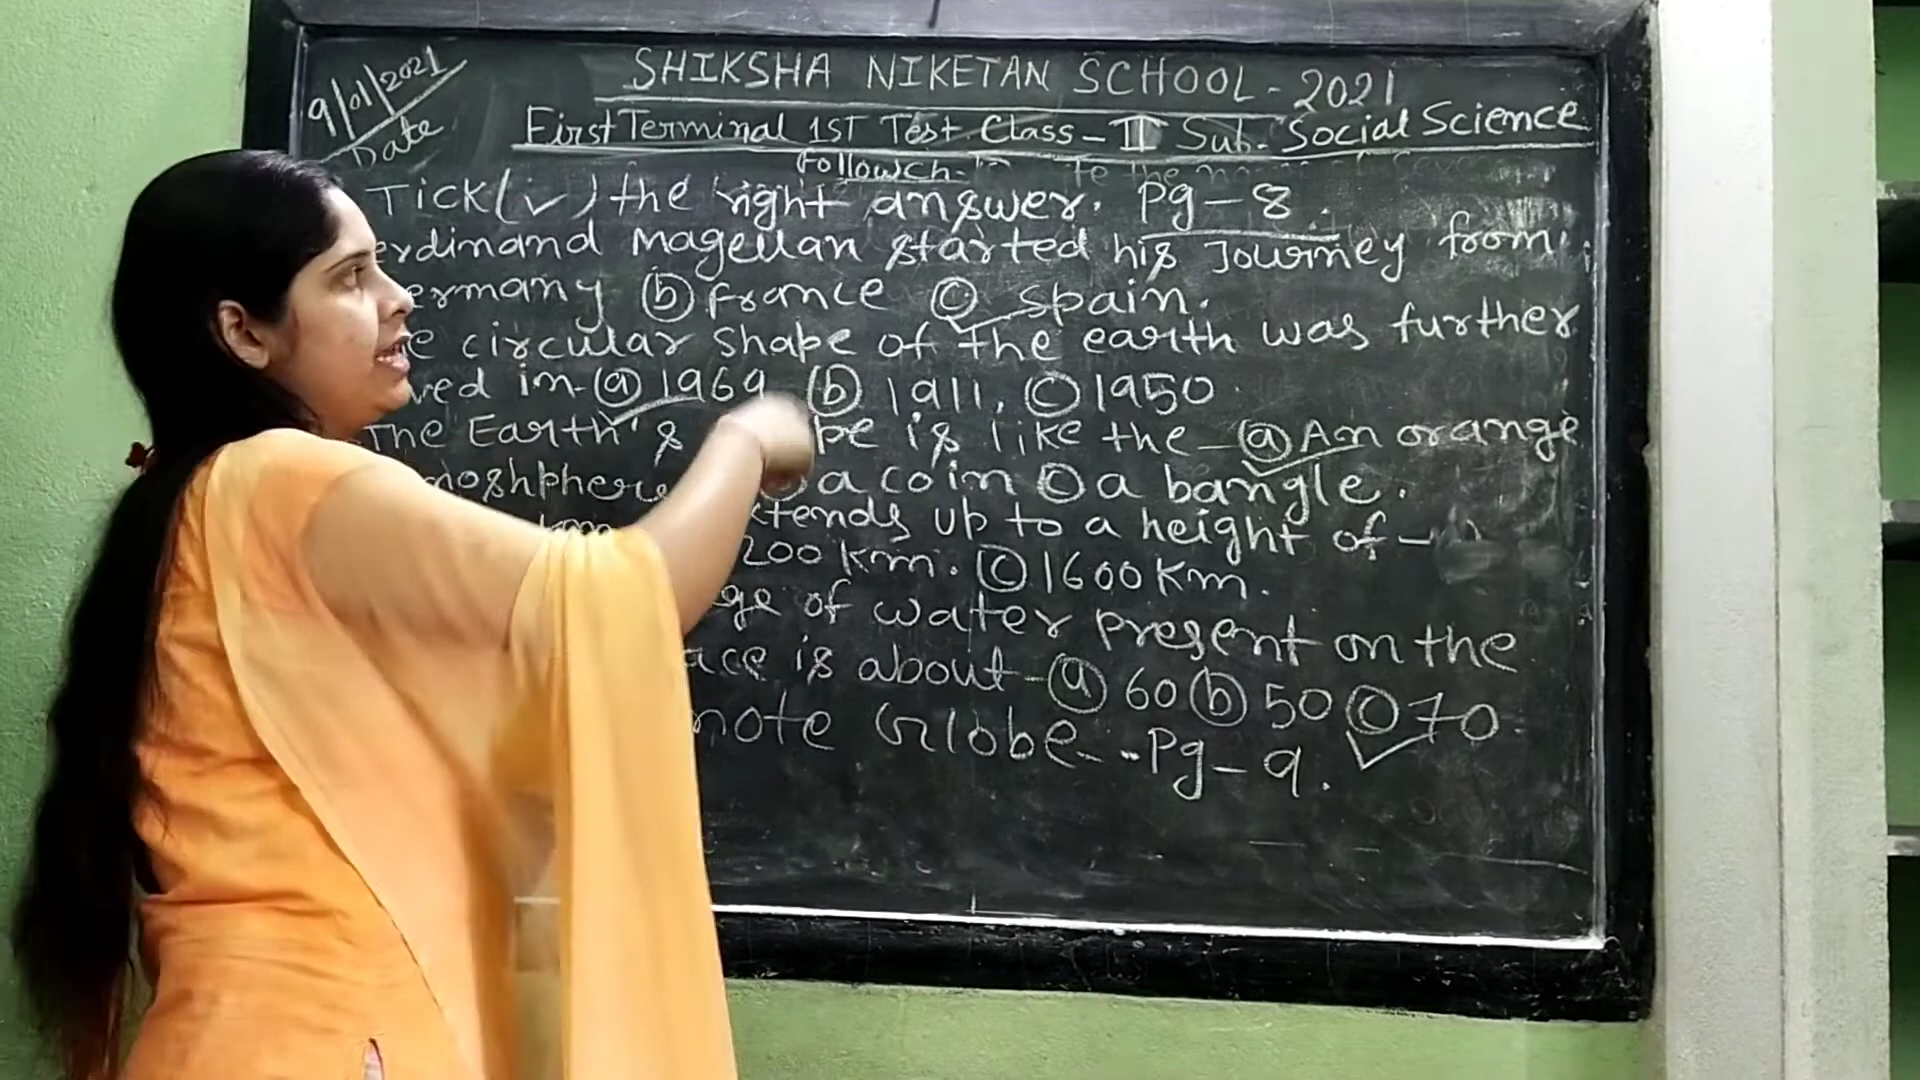 9/01/2021
Date
SHIKSHA NIKETAN SCHOOL - 2021
First Terminal 1ST Test Class - II Sub - Social Science
follow ch -
Tick (✓) the right answer. Pg - 8.
erdinand Magellan started his Journey from
ermany (b) france (c) Spain.
e circular shape of the earth was further
ved in - (a) 1969 (b) 1911, (c) 1950
The Earth's pe is like the - (a) An orange
moshphere a coin (c) a bangle.
xtends up to a height of -
200 km. (c) 1600 Km.
ge of water present on the
ace is about - (a) 60 (b) 50 (c) 70
note Globe - Pg - 9.